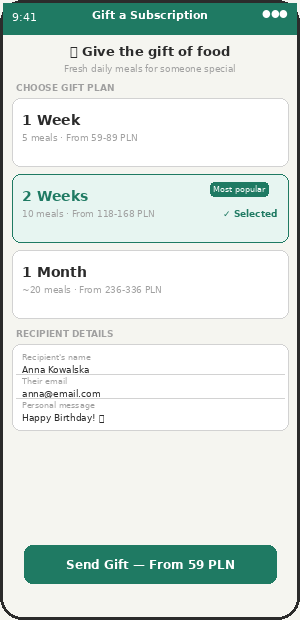 9:41
Gift a Subscription
Give the gift of food
Fresh daily meals for someone special
CHOOSE GIFT PLAN
1 Week
5 meals · From 59-89 PLN
Most popular
2 Weeks
10 meals · From 118-168 PLN
✓ Selected
1 Month
~20 meals · From 236-336 PLN
RECIPIENT DETAILS
Recipient's name
Anna Kowalska
Their email
anna@email.com
Personal message
Happy Birthday!
Send Gift — From 59 PLN